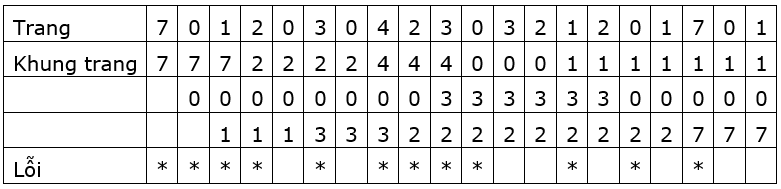 Trang 7 0 1 2 0 3 0 4 2 3 0 3 2 1 2 0 1 7 0 1
Khung trang 7 7 7 2 2 2 2 4 4 4 0 0 0 1 1 1 1 1 1 1
0 0 0 0 0 0 0 0 3 3 3 3 3 3 0 0 0 0 0
1 1 1 3 3 3 2 2 2 2 2 2 2 2 2 7 7 7
Lỗi * * * * * * * * * * * *